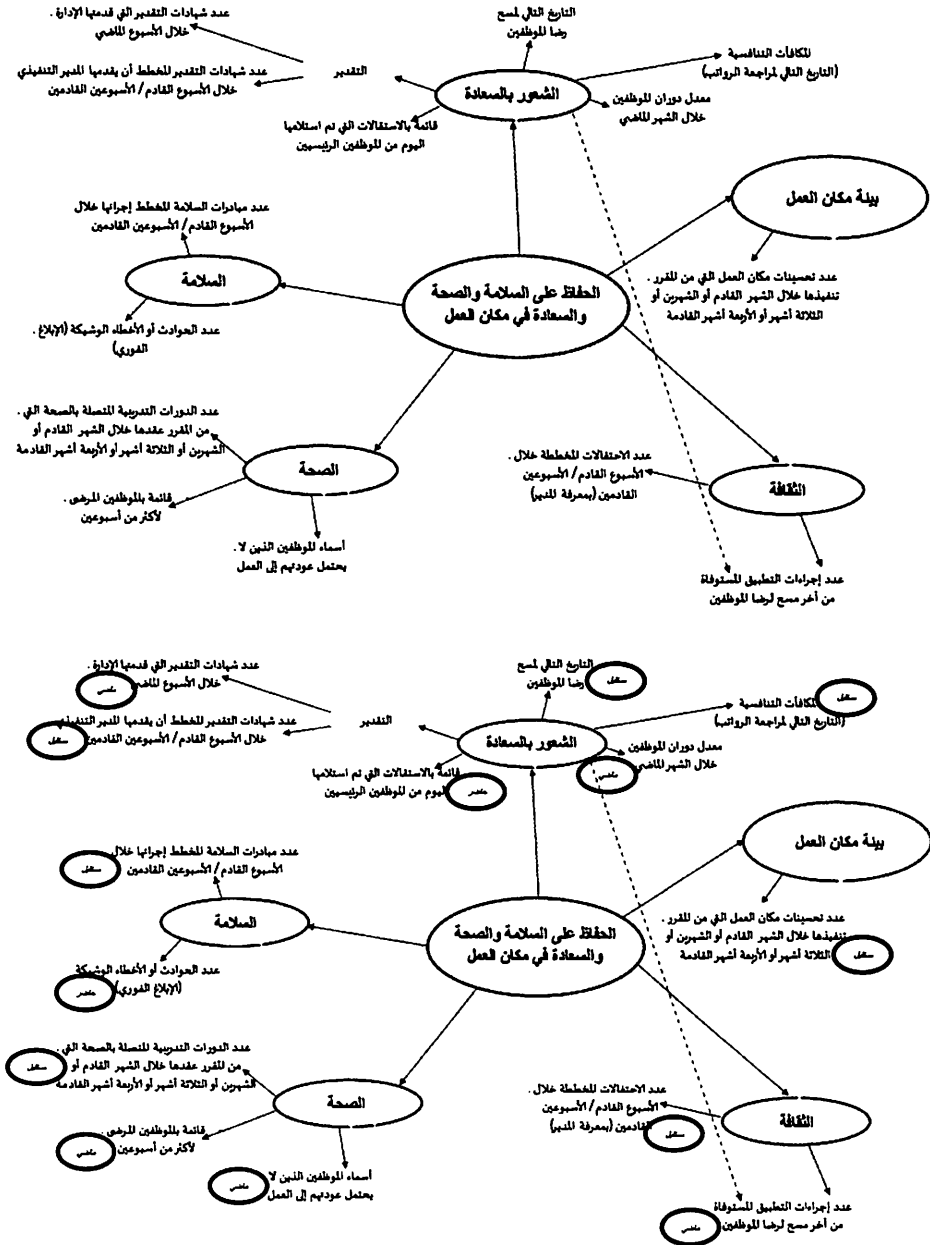 عدد شهادات التقدير التي قدمتها الإدارة .
خلال الأسبوع الماضي
التاريخ التالي لمسح
رضا الموظفين
المكافآت التنافسية
(التاريخ التالي لمراجعة الرواتب)
التقدير
عدد شهادات التقدير المخطط أن يقدمها المدير التنفيذي
خلال الأسبوع القادم/ الأسبوعين القادمين
الشعور بالسعادة
معدل دوران الموظفين
خلال الشهر الماضي
قائمة بالاستقالات التي تم استلامها
اليوم من الموظفين الرئيسيين
بيئة مكان العمل
عدد مبادرات السلامة المخطط إجرائها خلال
الأسبوع القادم/ الأسبوعين القادمين
السلامة
الحفاظ على السلامة والصحة
والسعادة في مكان العمل
عدد تحسينات مكان العمل التي من المقرر .
تنفيذها خلال الشهر القادم أو الشهرين أو
الثلاثة أشهر أو الأربعة أشهر القادمة
عدد الحوادث أو الأخطاء الوشيكة (الإبلاغ .
الفوري)
عدد الدورات التدريبية المتصلة بالصحة التي .
من المقرر عقدها خلال الشهر القادم أو
الشهرين أو الثلاثة أشهر أو الأربعة أشهر القادمة
الصحة
عدد الاحتفالات المخططة خلال .
الأسبوع القادم/ الأسبوعين
القادمين (بمعرفة المدير)
الثقافة
قائمة بالموظفين المرضى .
لأكثر من أسبوعين
أسماء الموظفين الذين لا .
يحتمل عودتهم إلى العمل
عدد إجراءات التطبيق المستوفاة
من آخر مسح لرضا الموظفين
عدد شهادات التقدير التي قدمتها الإدارة .
خلال الأسبوع الماضي
ماضي
التاريخ التالي لمسح
رضا الموظفين
مستقبل
المكافآت التنافسية
(التاريخ التالي لمراجعة الرواتب)
مستقبل
التقدير
عدد شهادات التقدير المخطط أن يقدمها المدير التنفيذي
خلال الأسبوع القادم/ الأسبوعين القادمين
مستقبل
الشعور بالسعادة
معدل دوران الموظفين
خلال الشهر الماضي
ماضي
قائمة بالاستقالات التي تم استلامها
اليوم من الموظفين الرئيسيين
حاضر
بيئة مكان العمل
عدد مبادرات السلامة المخطط إجرائها خلال
الأسبوع القادم/ الأسبوعين القادمين
مستقبل
السلامة
الحفاظ على السلامة والصحة
والسعادة في مكان العمل
عدد تحسينات مكان العمل التي من المقرر .
تنفيذها خلال الشهر القادم أو الشهرين أو
الثلاثة أشهر أو الأربعة أشهر القادمة
مستقبل
عدد الحوادث أو الأخطاء الوشيكة
(الإبلاغ الفوري)
حاضر
عدد الدورات التدريبية المتصلة بالصحة التي .
من المقرر عقدها خلال الشهر القادم أو
الشهرين أو الثلاثة أشهر أو الأربعة أشهر القادمة
مستقبل
الصحة
عدد الاحتفالات المخططة خلال .
الأسبوع القادم/ الأسبوعين
القادمين (بمعرفة المدير)
مستقبل
الثقافة
قائمة بالموظفين المرضى .
لأكثر من أسبوعين
ماضي
أسماء الموظفين الذين لا
يحتمل عودتهم إلى العمل
ماضي
عدد إجراءات التطبيق المستوفاة
من آخر مسح لرضا الموظفين
ماضي